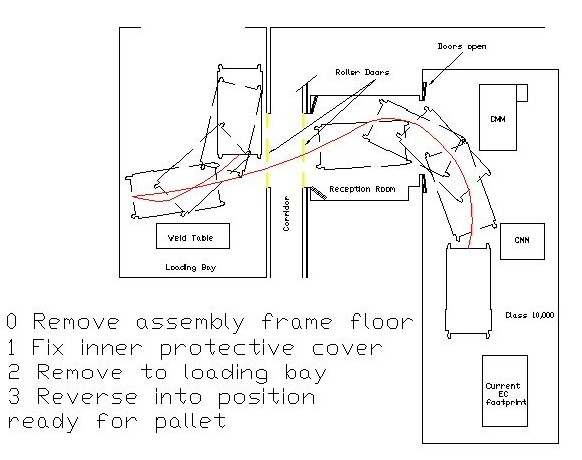 Doors open
Roller Doors
CMM
Reception Room
Corridor
Weld Table
Loading Bay
CMM
Class 10,000
Current
EC
footprint
0 Remove assembly frame floor
1 Fix inner protective cover
2 Remove to loading bay
3 Reverse into position
ready for pallet